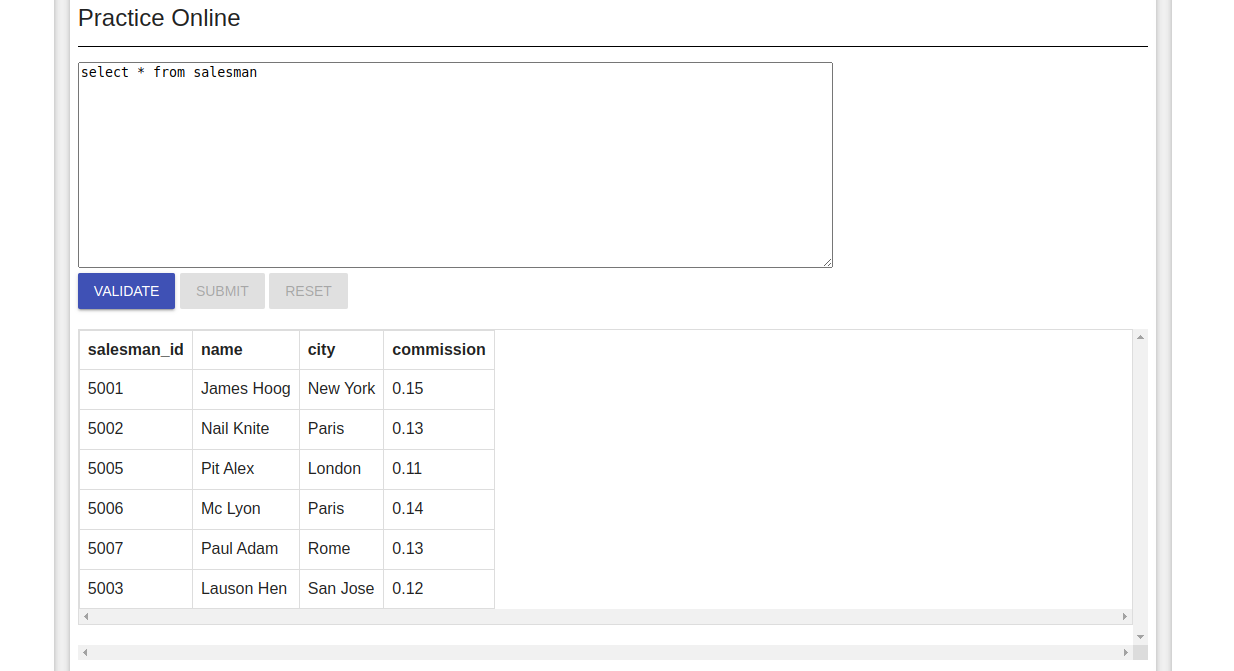 Practice Online
select * from salesman
VALIDATE SUBMIT RESET
salesman_id name city commission
5001 James Hoog New York 0.15
5002 Nail Knite Paris 0.13
5005 Pit Alex London 0.11
5006 Mc Lyon Paris 0.14
5007 Paul Adam Rome 0.13
5003 Lauson Hen San Jose 0.12